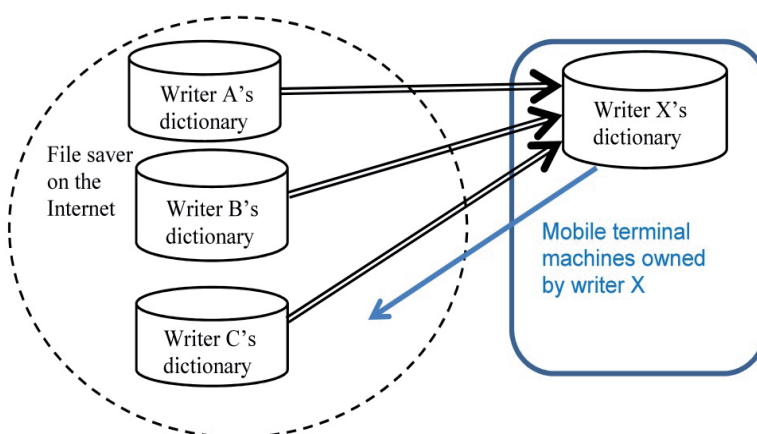 Writer A's
dictionary
File saver
on the
Internet
Writer B's
dictionary
Writer C's
dictionary
Writer X's
dictionary
Mobile terminal
machines owned
by writer X